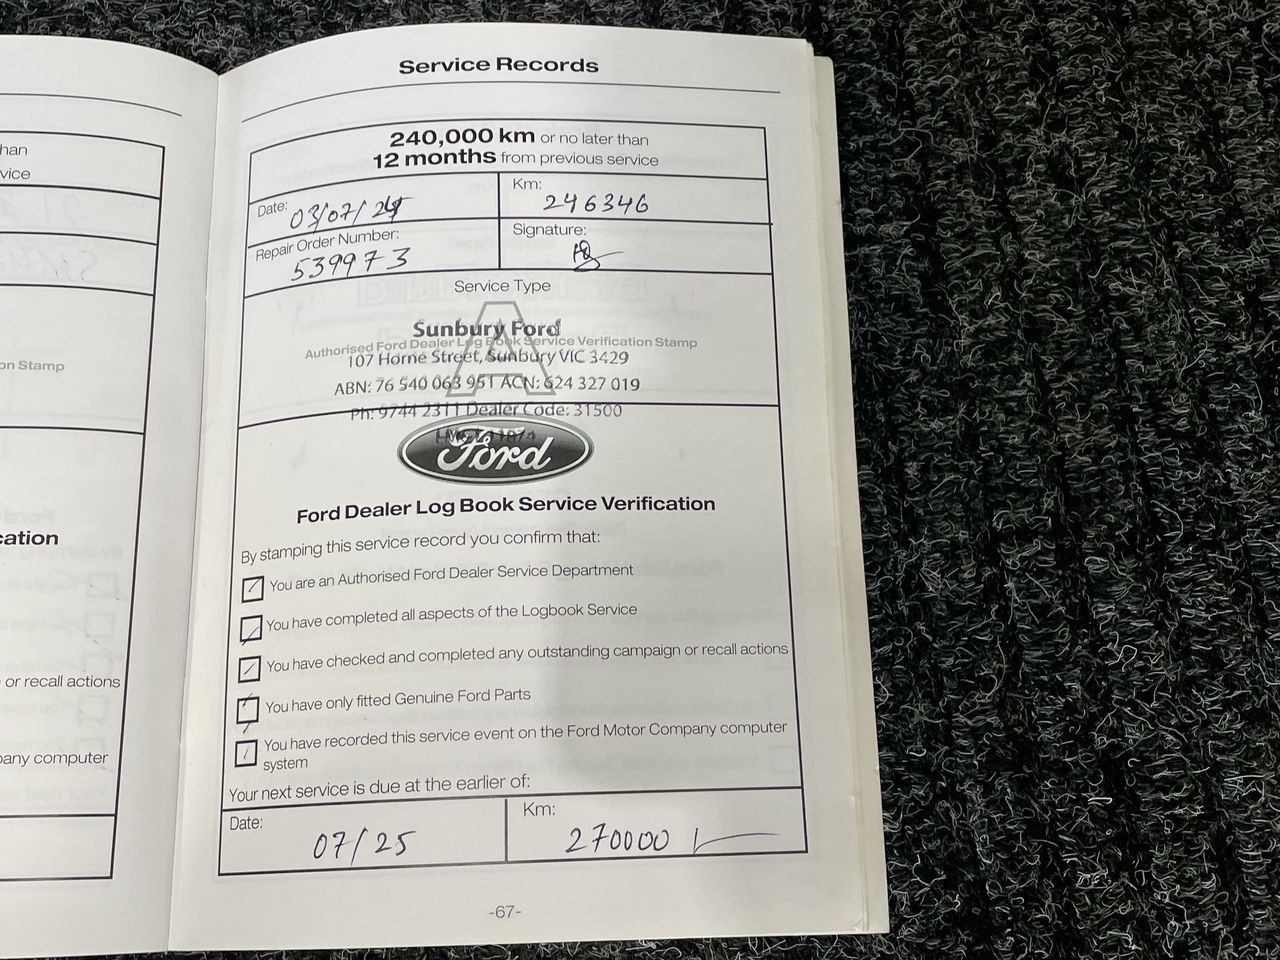 han
vice
on Stamp
cation
or recall actions
pany computer
Service Records
240,000 km or no later than
12 months from previous service
Date: 03/07/24
Km: 246346
Repair Order Number: 539973
Signature:
Service Type
A
Sunbury Ford
Authorised Ford Dealer Log Book Service Verification Stamp
107 Horne Street, Sunbury VIC 3429
ABN: 76 540 063 951 ACN: 624 327 019
Ph: 9744 2311 Dealer Code: 31500
Ford
Ford Dealer Log Book Service Verification
By stamping this service record you confirm that:
You are an Authorised Ford Dealer Service Department
You have completed all aspects of the Logbook Service
You have checked and completed any outstanding campaign or recall actions
You have only fitted Genuine Ford Parts
You have recorded this service event on the Ford Motor Company computer
system
Your next service is due at the earlier of:
Date: 07/25
Km: 270000
-67-